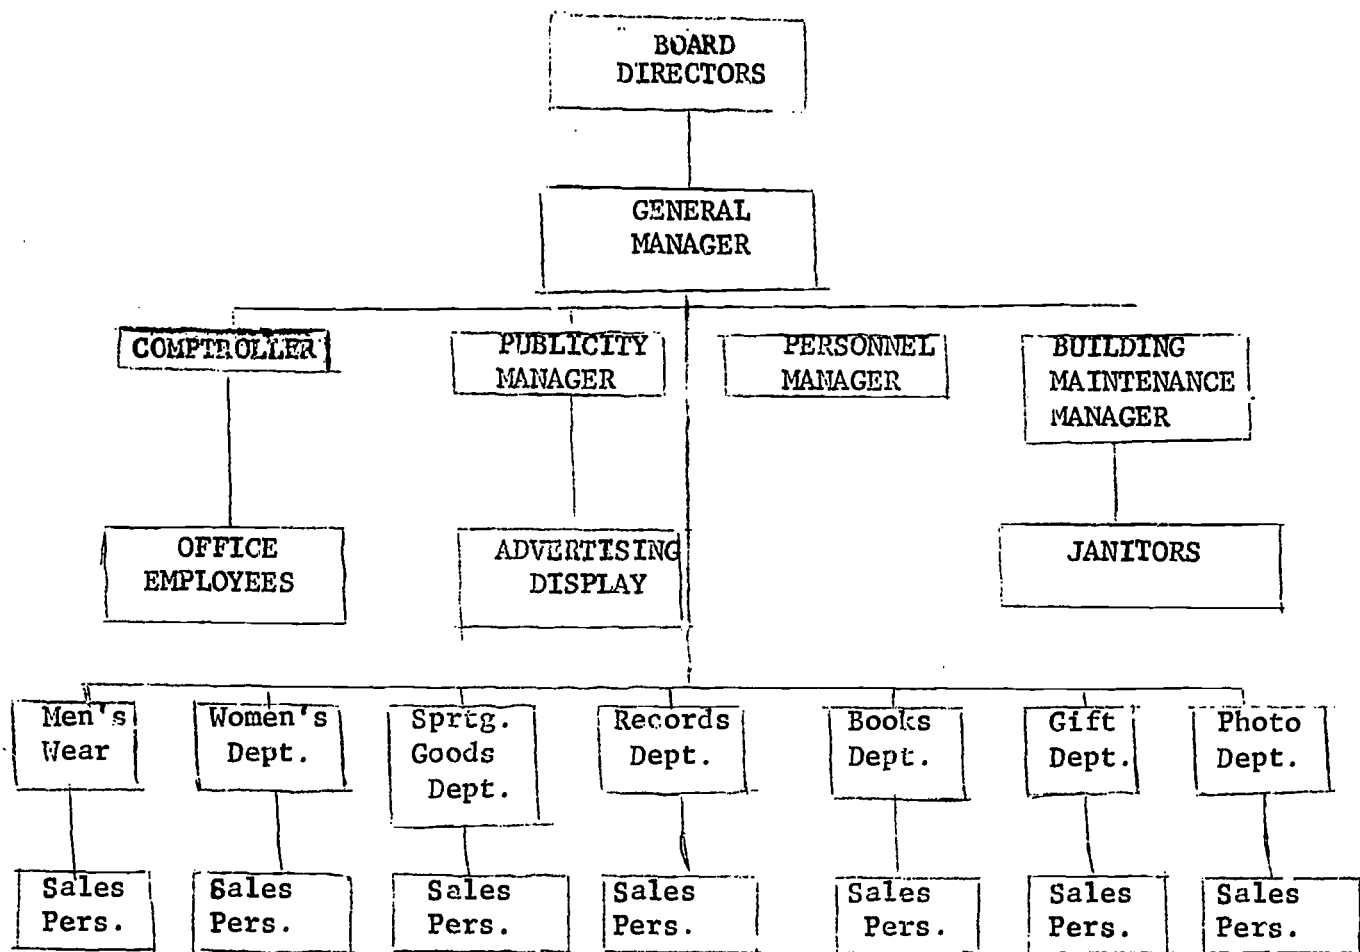 BOARD
DIRECTORS
GENERAL
MANAGER
COMPTROLLER
PUBLICITY
MANAGER
PERSONNEL
MANAGER
BUILDING
MAINTENANCE
MANAGER
OFFICE
EMPLOYEES
ADVERTISING
DISPLAY
JANITORS
Men's
Wear
Women's
Dept.
Sprtg.
Goods
Dept.
Records
Dept.
Books
Dept.
Gift
Dept.
Photo
Dept.
Sales
Pers.
Sales
Pers.
Sales
Pers.
Sales
Pers.
Sales
Pers.
Sales
Pers.
Sales
Pers.